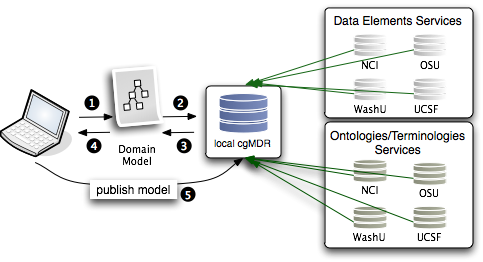 Data Elements Services
NCI
OSU
WashU
UCSF
1
2
local cgMDR
4
3
Domain
Model
publish model
5
Ontologies/Terminologies
Services
NCI
OSU
WashU
UCSF